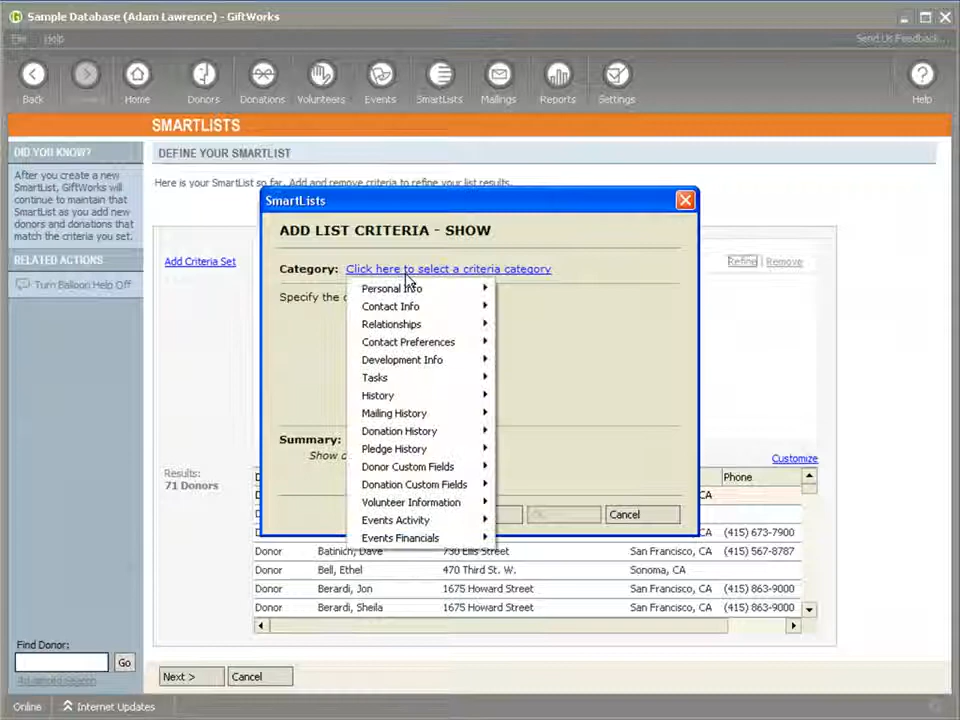 Sample Database (Adam Lawrence) - GiftWorks
File Help Send Us Feedback...
Back Home Donors Donations Volunteers Events SmartLists Mailings Reports Settings Help
SMARTLISTS
DID YOU KNOW?
After you create a new
SmartList, GiftWorks will
continue to maintain that
SmartList as you add new
donors and donations that
match the criteria you set.
RELATED ACTIONS
Turn Balloon Help Off
Find Donor:
Go
Advanced Search
DEFINE YOUR SMARTLIST
Here is your SmartList so far. Add and remove criteria to refine your list results.
Add Criteria Set
Refine | Remove
SmartLists
ADD LIST CRITERIA - SHOW
Category: Click here to select a criteria category
Specify the
Personal Info
Contact Info
Relationships
Contact Preferences
Development Info
Tasks
History
Mailing History
Donation History
Pledge History
Donor Custom Fields
Donation Custom Fields
Volunteer Information
Events Activity
Events Financials
Summary:
Show
Cancel
Customize
Results:
71 Donors
Phone
CA
CA (415) 673-7900
Donor Batinich, Dave 730 Ellis Street San Francisco, CA (415) 567-8787
Donor Bell, Ethel 470 Third St. W. Sonoma, CA
Donor Berardi, Jon 1675 Howard Street San Francisco, CA (415) 863-9000
Donor Berardi, Sheila 1675 Howard Street San Francisco, CA (415) 863-9000
Next > Cancel
Online Internet Updates